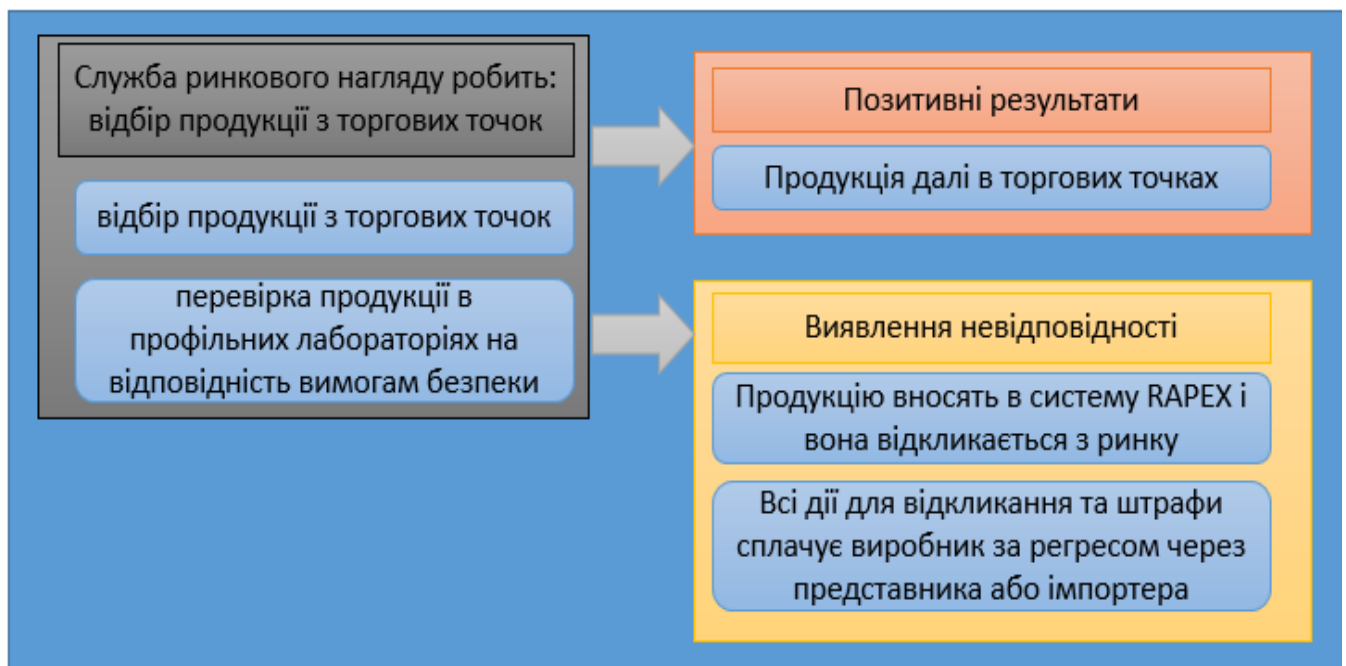 Служба ринкового нагляду робить:
відбір продукції з торгових точок
відбір продукції з торгових точок
перевірка продукції в
профільних лабораторіях на
відповідність вимогам безпеки
Позитивні результати
Продукція далі в торгових точках
Виявлення невідповідності
Продукцію вносять в систему RAPEX і
вона відкликається з ринку
Всі дії для відкликання та штрафи
сплачує виробник за регресом через
представника або імпортера